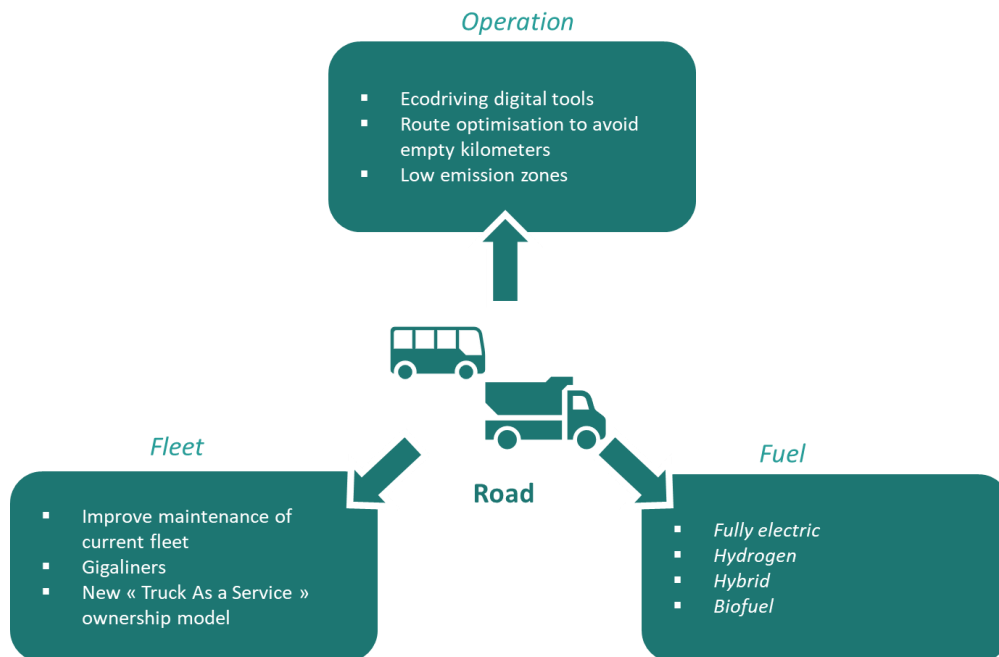 Operation
▪ Ecodriving digital tools
▪ Route optimisation to avoid
empty kilometers
▪ Low emission zones
Fleet
▪ Improve maintenance of
current fleet
▪ Gigaliners
▪ New « Truck As a Service »
ownership model
Road
Fuel
▪ Fully electric
▪ Hydrogen
▪ Hybrid
▪ Biofuel